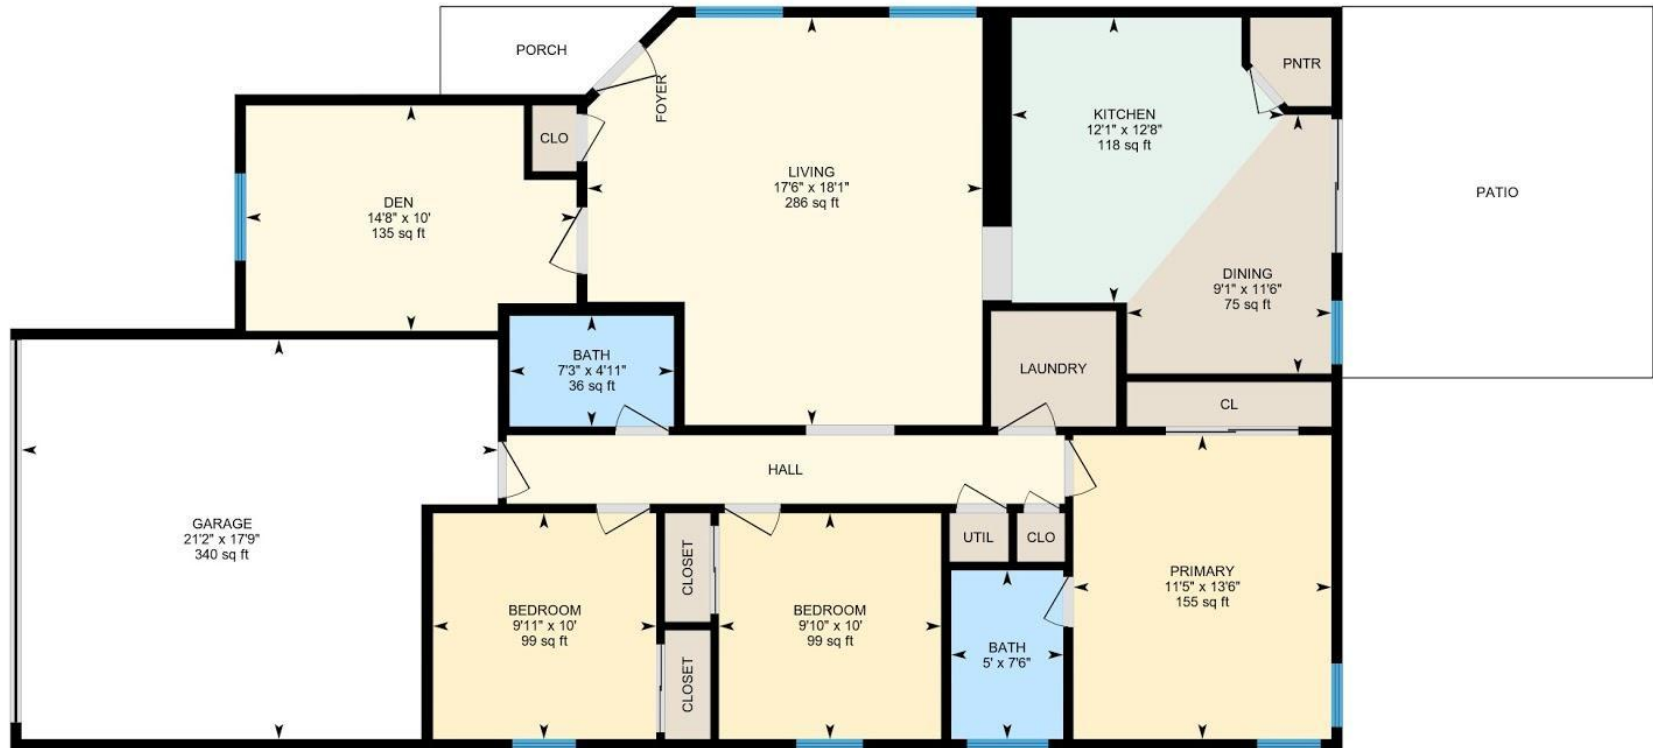 PORCH
FOYER
PNTR
KITCHEN
12'1" x 12'8"
118 sq ft
CLO
LIVING
17'6" x 18'1"
286 sq ft
DEN
14'8" x 10'
135 sq ft
PATIO
DINING
9'1" x 11'6"
75 sq ft
BATH
7'3" x 4'11"
36 sq ft
LAUNDRY
CL
HALL
GARAGE
21'2" x 17'9"
340 sq ft
UTIL
CLO
CLOSET
PRIMARY
11'5" x 13'6"
155 sq ft
BEDROOM
9'11" x 10'
99 sq ft
BEDROOM
9'10" x 10'
99 sq ft
BATH
5' x 7'6"
CLOSET